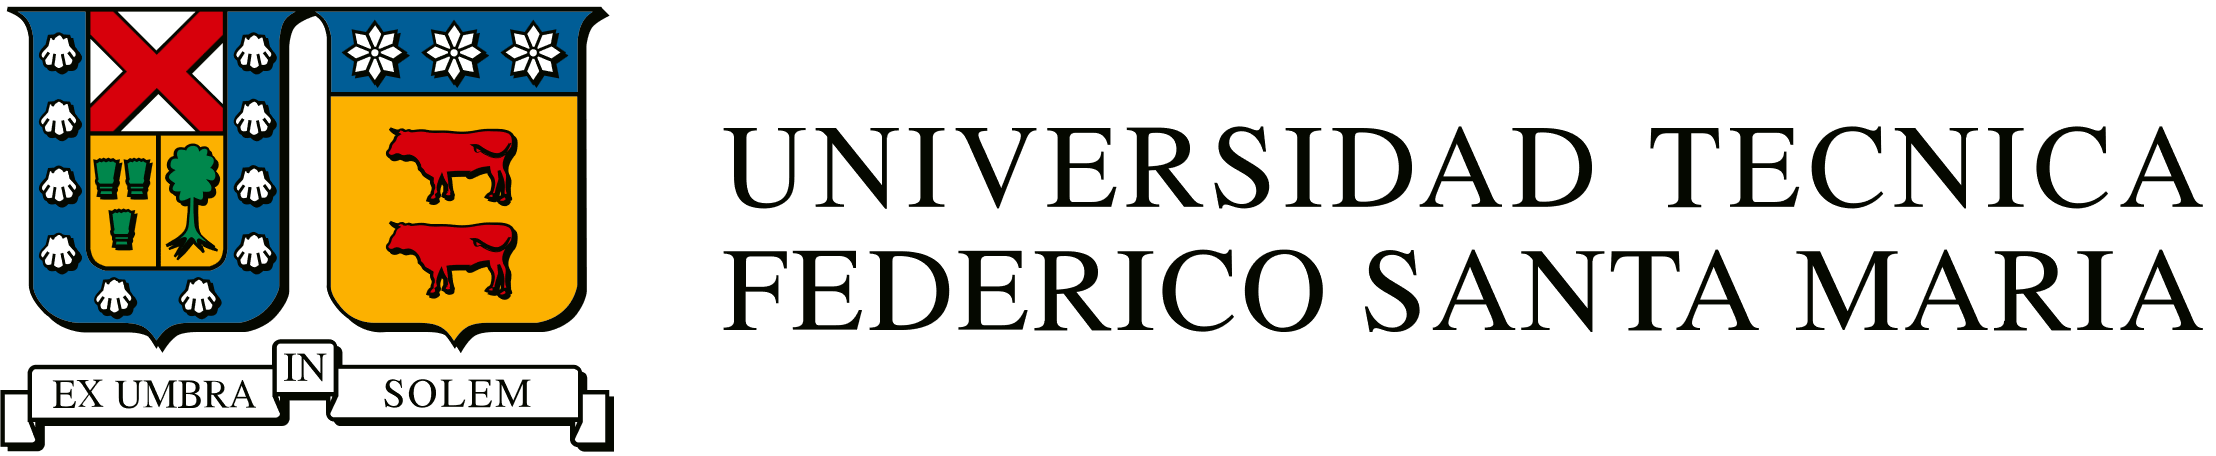 UNIVERSIDAD TECNICA
FEDERICO SANTA MARIA
EX UMBRA IN SOLEM